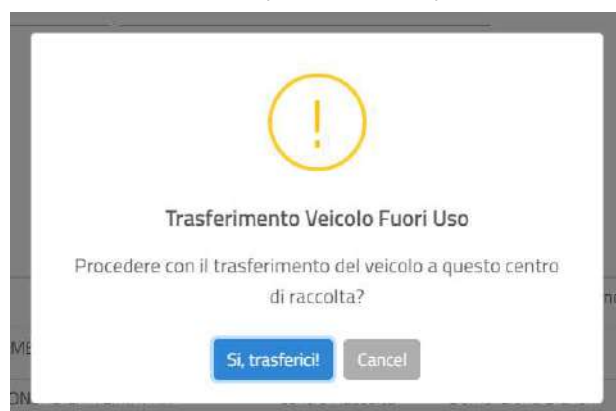 Trasferimento Veicolo Fuori Uso
Procedere con il trasferimento del veicolo a questo centro
di raccolta?
Si, trasferici!
Cancel